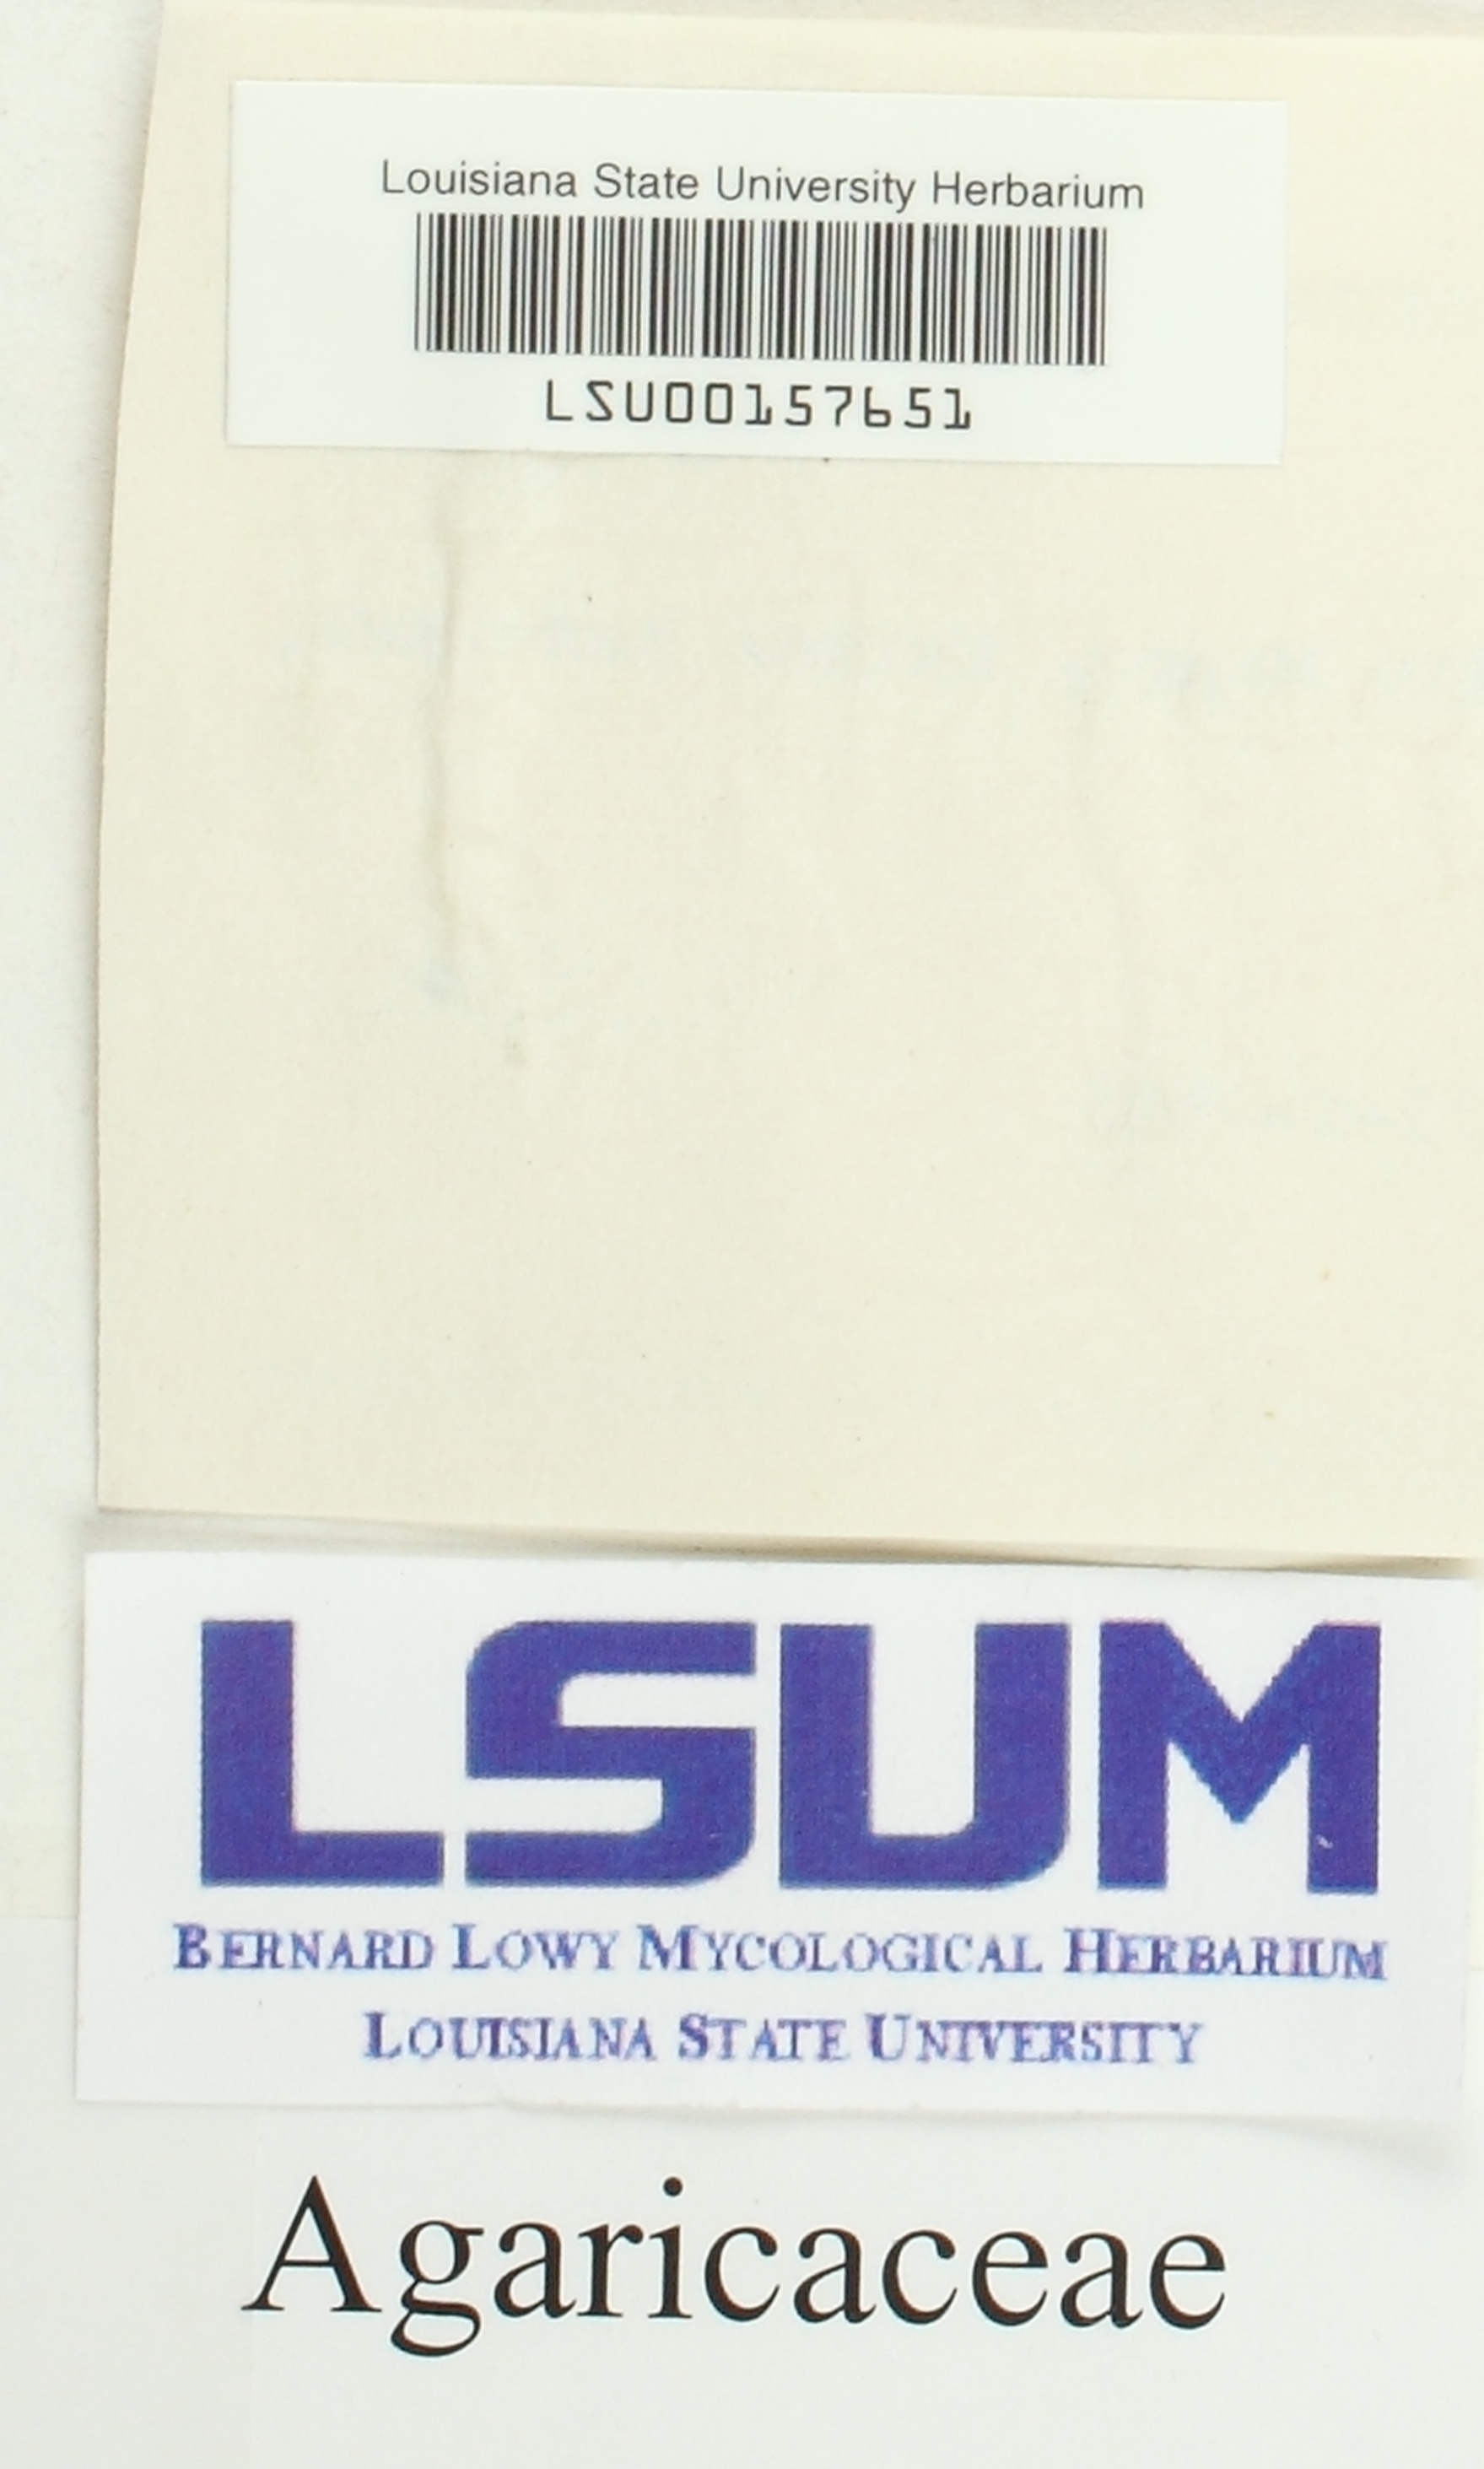 Louisiana State University Herbarium
LSU00157651
LSUM
BERNARD LOWY MYCOLOGICAL HERBARIUM
LOUISIANA STATE UNIVERSITY
Agaricaceae